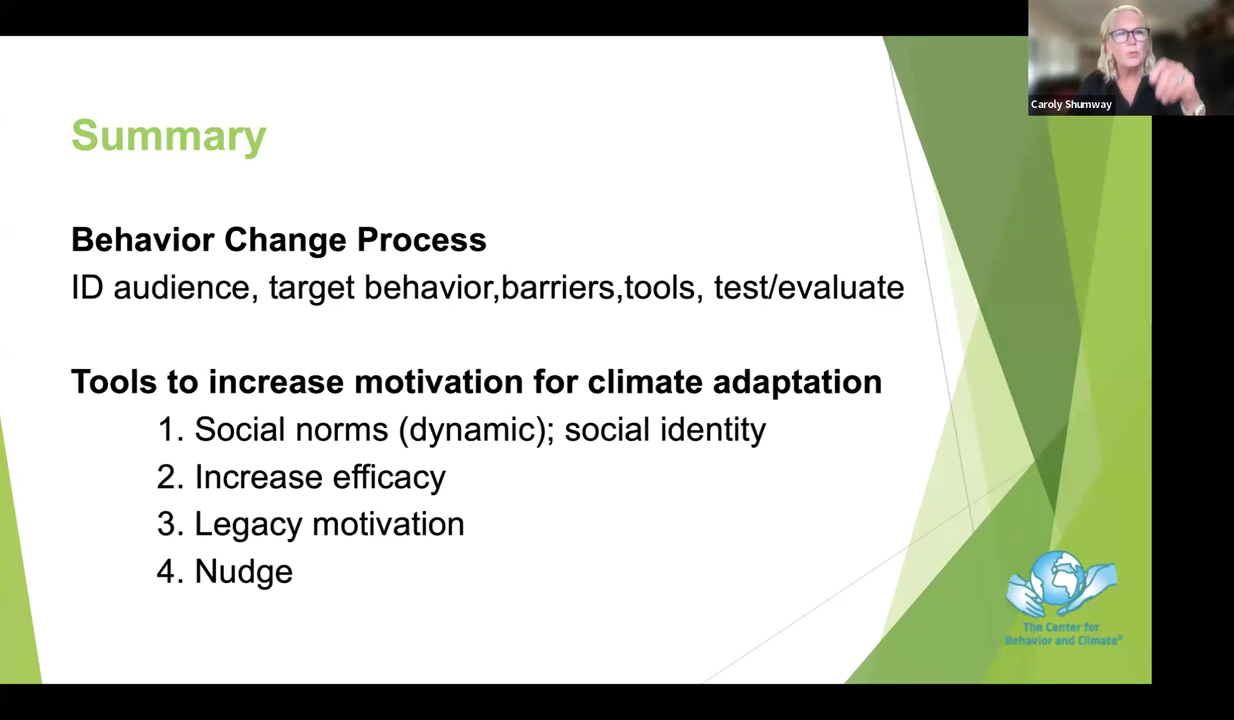 Caroly Shumway
Summary
Behavior Change Process
ID audience, target behavior,barriers,tools, test/evaluate
Tools to increase motivation for climate adaptation
1. Social norms (dynamic); social identity
2. Increase efficacy
3. Legacy motivation
4. Nudge
The Center for
Behavior and Climate®